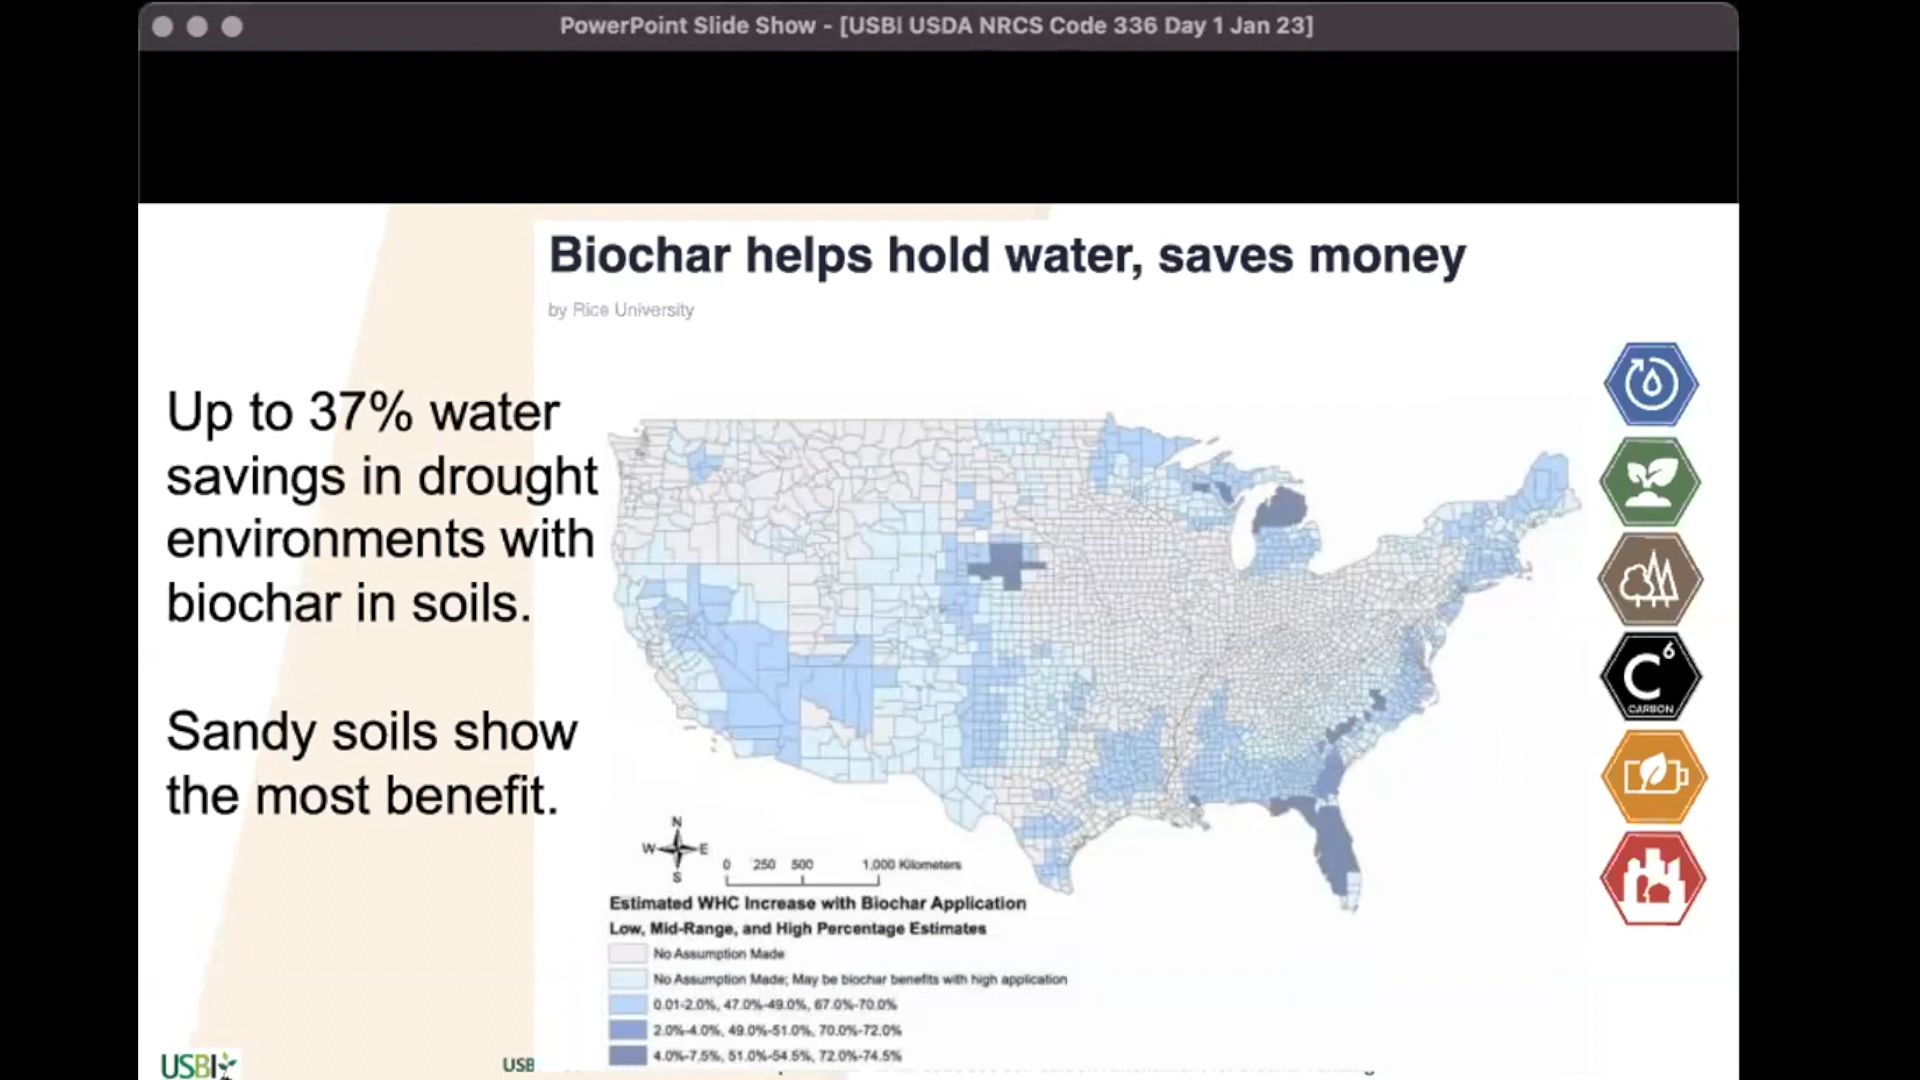 PowerPoint Slide Show - [USBI USDA NRCS Code 336 Day 1 Jan 23]
Biochar helps hold water, saves money
by Rice University
Up to 37% water
savings in drought
environments with
biochar in soils.
Sandy soils show
the most benefit.
C 6
CARBON
N
W E
S
0 250 500 1,000 Kilometers
Estimated WHC Increase with Biochar Application
Low, Mid-Range, and High Percentage Estimates
No Assumption Made
No Assumption Made; May be biochar benefits with high application
0.01-2.0%, 47.0%-49.0%, 67.0%-70.0%
2.0%-4.0%, 49.0%-51.0%, 70.0%-72.0%
4.0%-7.5%, 51.0%-54.5%, 72.0%-74.5%
USBI
USB